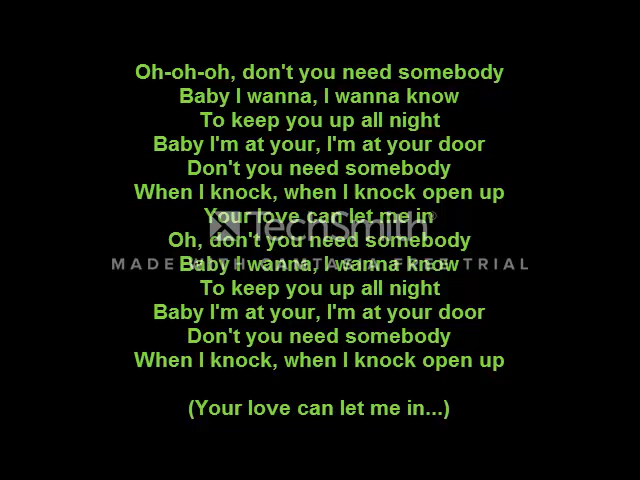 Oh-oh-oh, don't you need somebody
Baby I wanna, I wanna know
To keep you up all night
Baby I'm at your, I'm at your door
Don't you need somebody
When I knock, when I knock open up
Your love can let me in
TechSmith
Oh, don't you need somebody
MADE WITH CAMTASIA FREE TRIAL
Baby I wanna, I wanna know
To keep you up all night
Baby I'm at your, I'm at your door
Don't you need somebody
When I knock, when I knock open up
(Your love can let me in...)